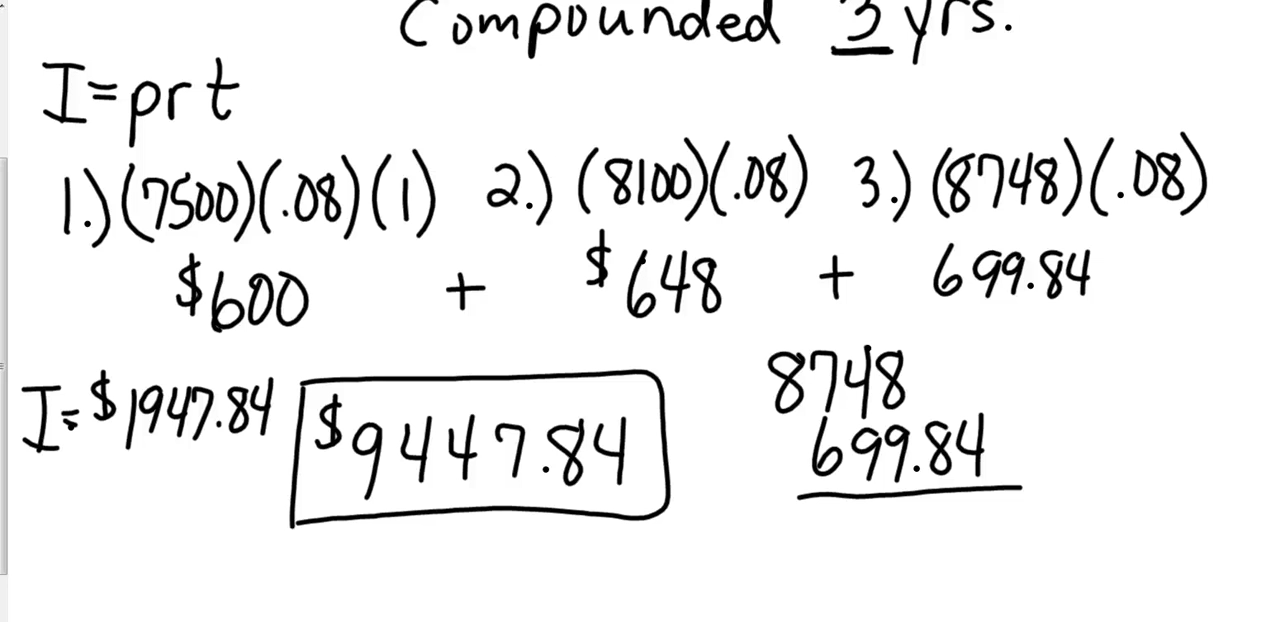 Compounded 3 yrs.
I=prt
1.) (7500)(.08)(1) 2.) (8100)(.08) 3.) (8748)(.08)
$600 + $648 + 699.84
I=$1947.84 $9447.84
8748
699.84